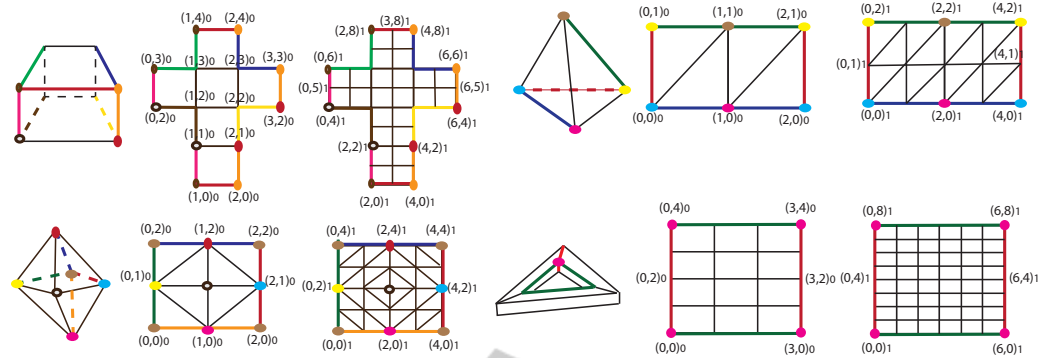 (1,4)0 (2,4)0
(0,3)0 (1,3)0 (2,3)0 (3,3)0
(1,2)0 (2,2)0
(0,2)0 (3,2)0
(1,1)0 (2,1)0
(1,0)0 (2,0)0
(3,8)1
(2,8)1 (4,8)1
(0,6)1 (6,6)1
(0,5)1 (6,5)1
(0,4)1 (6,4)1
(2,2)1 (4,2)1
(2,0)1 (4,0)1
(0,1)0 (1,1)0 (2,1)0
(0,0)0 (1,0)0 (2,0)0
(0,2)1 (2,2)1 (4,2)1
(0,1)1 (4,1)1
(0,0)1 (2,0)1 (4,0)1
(0,2)0 (1,2)0 (2,2)0
(0,1)0 (2,1)0
(0,0)0 (1,0)0 (2,0)0
(0,4)1 (2,4)1 (4,4)1
(0,2)1 (4,2)1
(0,0)1 (2,0)1 (4,0)1
(0,4)0 (3,4)0
(0,2)0 (3,2)0
(0,0)0 (3,0)0
(0,8)1 (6,8)1
(0,4)1 (6,4)1
(0,0)1 (6,0)1